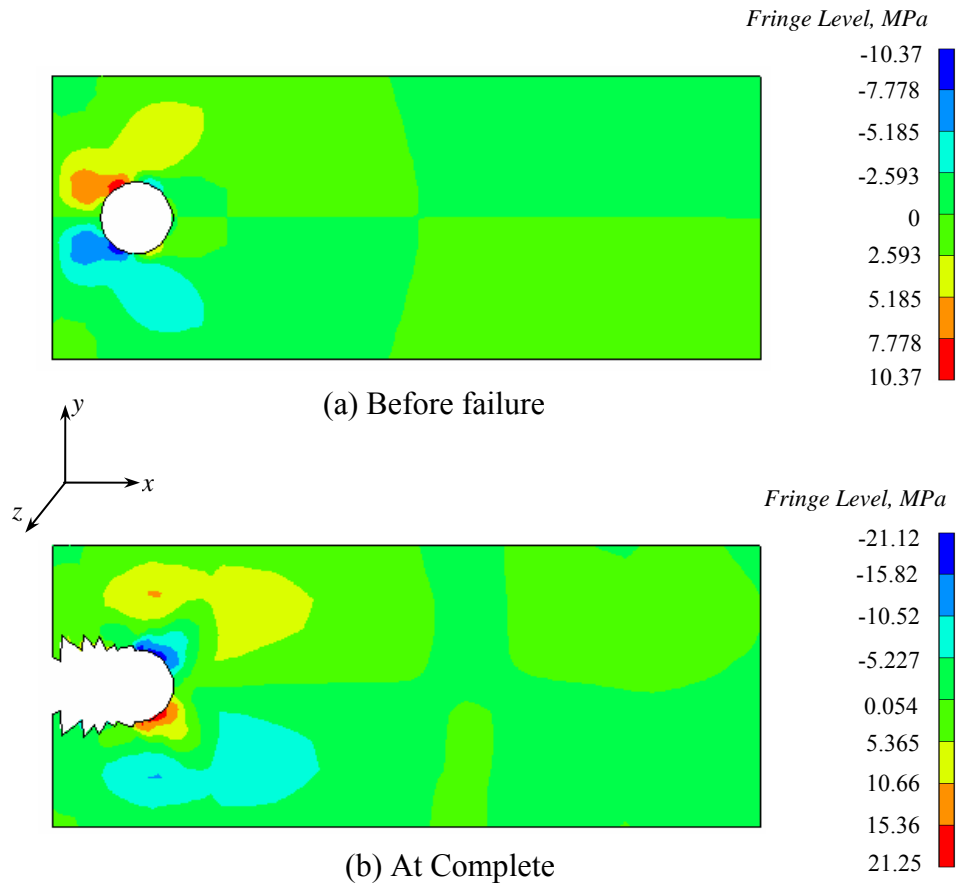 Fringe Level, MPa
-10.37
-7.778
-5.185
-2.593
0
2.593
5.185
7.778
10.37
(a) Before failure
y
x
z
Fringe Level, MPa
-21.12
-15.82
-10.52
-5.227
0.054
5.365
10.66
15.36
21.25
(b) At Complete